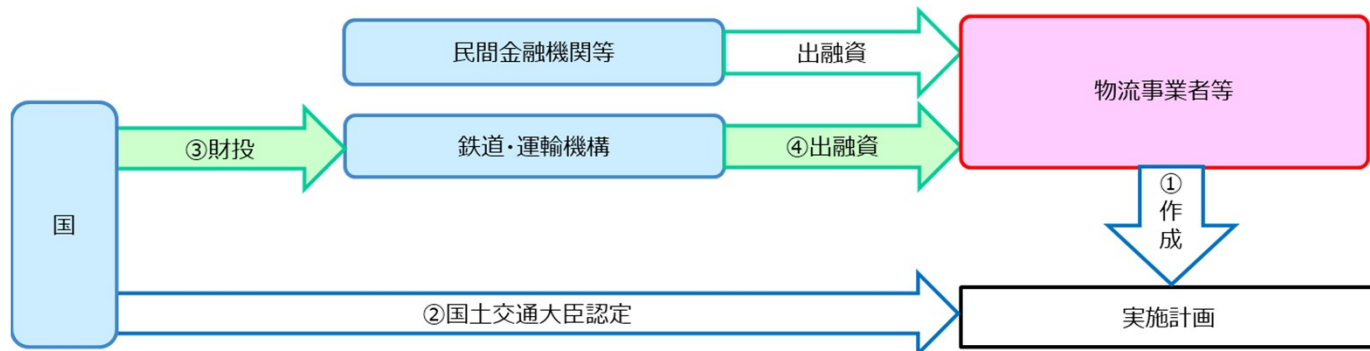 民間金融機関等
出融資
物流事業者等
③財投
鉄道・運輸機構
④出融資
国
①
作
成
②国土交通大臣認定
実施計画